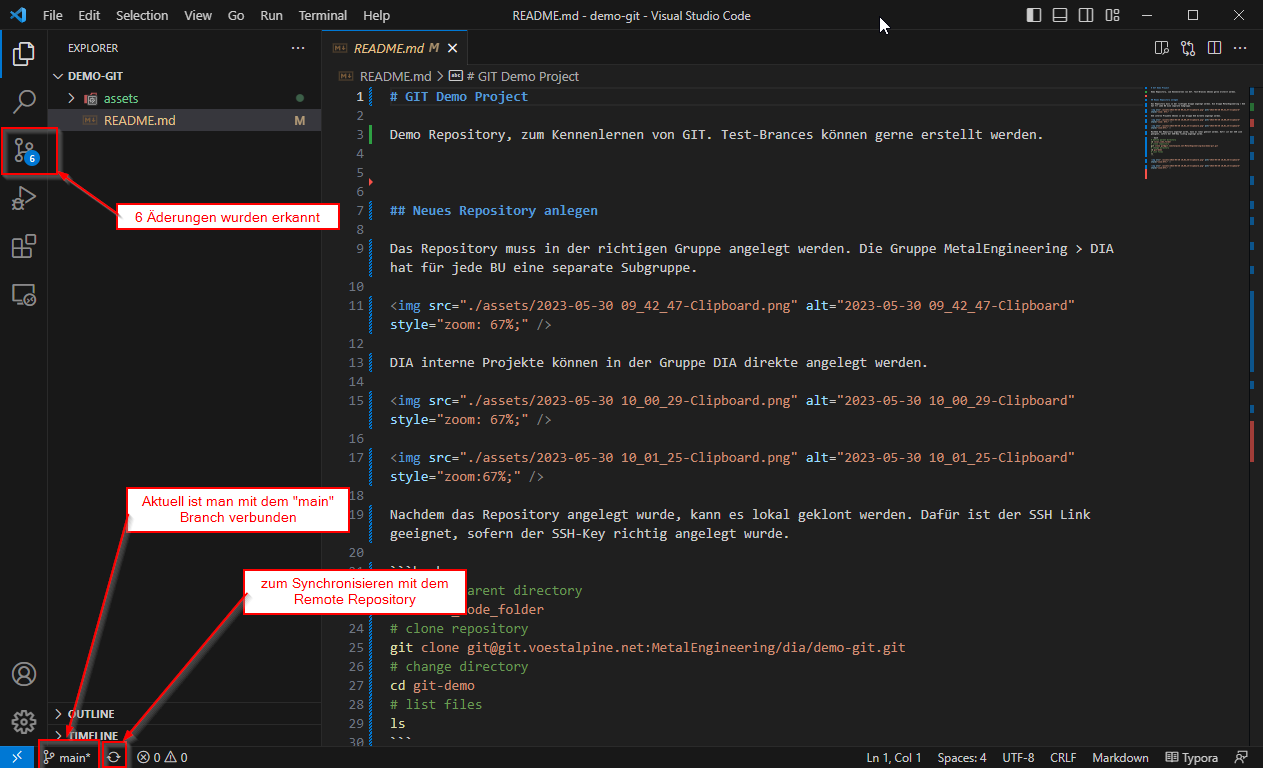 File Edit Selection View Go Run Terminal Help
README.md - demo-git - Visual Studio Code
EXPLORER
DEMO-GIT
assets
README.md M
6
6 Äderungen wurden erkannt
Aktuell ist man mit dem "main"
Branch verbunden
zum Synchronisieren mit dem
Remote Repository
OUTLINE
TIMELINE
README.md M
README.md > # GIT Demo Project
1 # GIT Demo Project
2
3 Demo Repository, zum Kennenlernen von GIT. Test-Brances können garne erstellt werden.
4
5
6
7 ## Neues Repository anlegen
8
9 Das Repository muss in der richtigen Gruppe angelegt werden. Die Gruppe MetalEngineering > DIA
hat für jede BU eine separate Subgruppe.
10
11 <img src="./assets/2023-05-30 09_42_47-Clipboard.png" alt="2023-05-30 09_42_47-Clipboard"
style="zoom: 67%;" />
12
13 DIA interne Projekte können in der Gruppe DIA direkte angelegt werden.
14
15 <img src="./assets/2023-05-30 10_00_29-Clipboard.png" alt="2023-05-30 10_00_29-Clipboard"
style="zoom: 67%;" />
16
17 <img src="./assets/2023-05-30 10_01_25-Clipboard.png" alt="2023-05-30 10_01_25-Clipboard"
style="zoom:67%;" />
18
19 Nachdem das Repository angelegt wurde, kann es lokal geklont werden. Dafür ist der SSH Link
geeignet, sofern der SSH-Key richtig angelegt wurde.
20
directory
24 # clone repository
25 git clone git@git.voestalpine.net:MetalEngineering/dia/demo-git.git
26 # change directory
27 cd git-demo
28 # list files
29 ls
30 ```
main* 0 0
Ln 1, Col 1 Spaces: 4 UTF-8 CRLF Markdown Typora